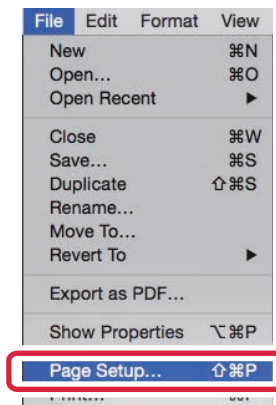 File Edit Format View
New ⌘N
Open... ⌘O
Open Recent ▶
Close ⌘W
Save... ⌘S
Duplicate ⇧⌘S
Rename...
Move To...
Revert To ▶
Export as PDF...
Show Properties ⌥⌘P
Page Setup... ⇧⌘P